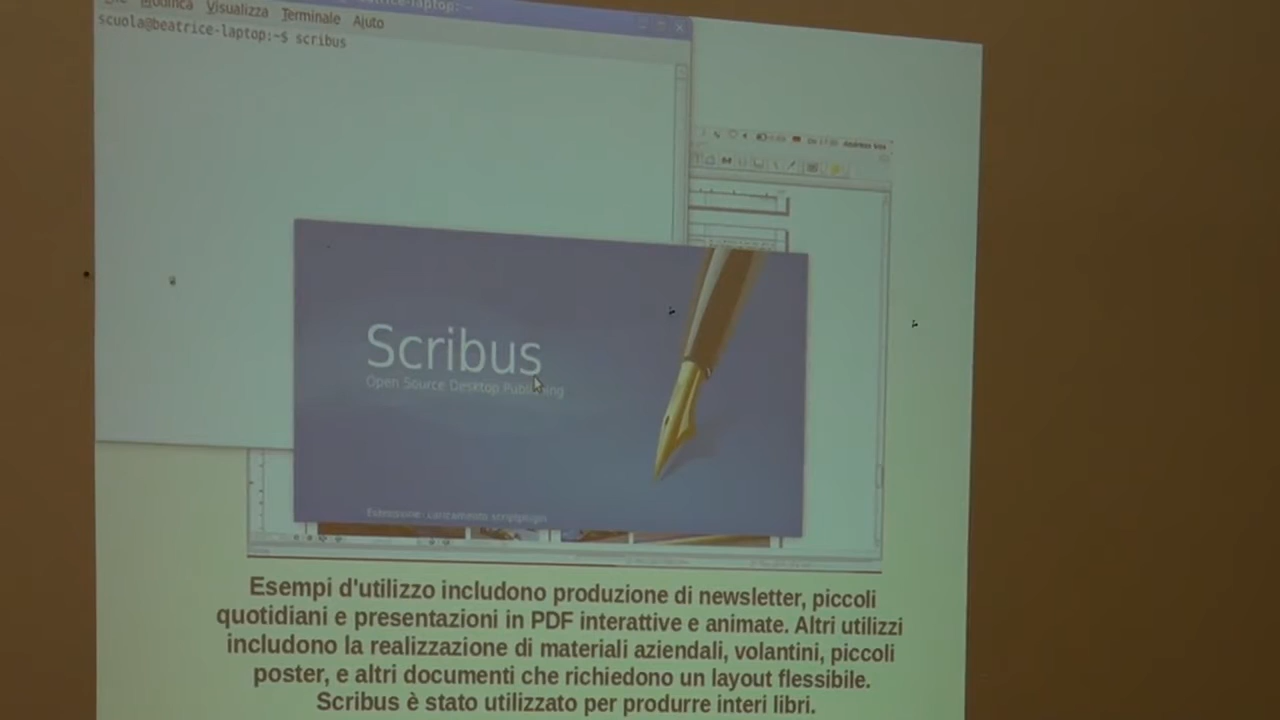 Modifica Visualizza Terminale Ajuto
scuola@beatrice-laptop:~$ scribus
Scribus
Open Source Desktop Publishing
Esempi d'utilizzo includono produzione di newsletter, piccoli
quotidiani e presentazioni in PDF interattive e animate. Altri utilizzi
includono la realizzazione di materiali aziendali, volantini, piccoli
poster, e altri documenti che richiedono un layout flessibile.
Scribus è stato utilizzato per produrre interi libri.